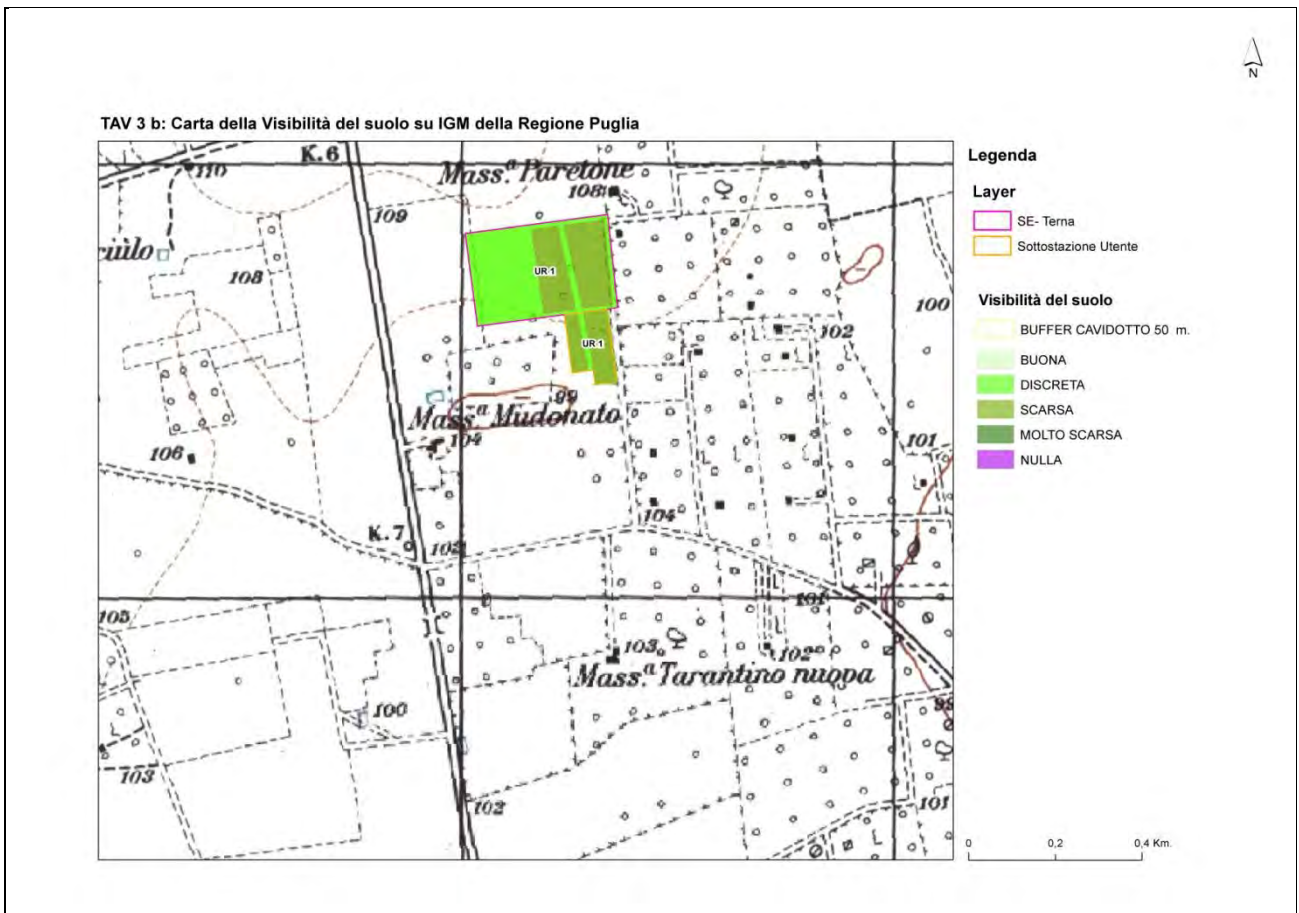 N
TAV 3 b: Carta della Visibilità del suolo su IGM della Regione Puglia
K.6
110
Mass.ª Paretone
108
109
108
UR 1
100
102
UR 1
99
Mass.ª Mudonato
104
106
101
104
K.7
102
105
101
103
102
Mass.ª Tarantino nuova
100
99
103
102
101
Legenda
Layer
SE- Terna
Sottostazione Utente
Visibilità del suolo
BUFFER CAVIDOTTO 50 m.
BUONA
DISCRETA
SCARSA
MOLTO SCARSA
NULLA
0 0,2 0,4 Km.